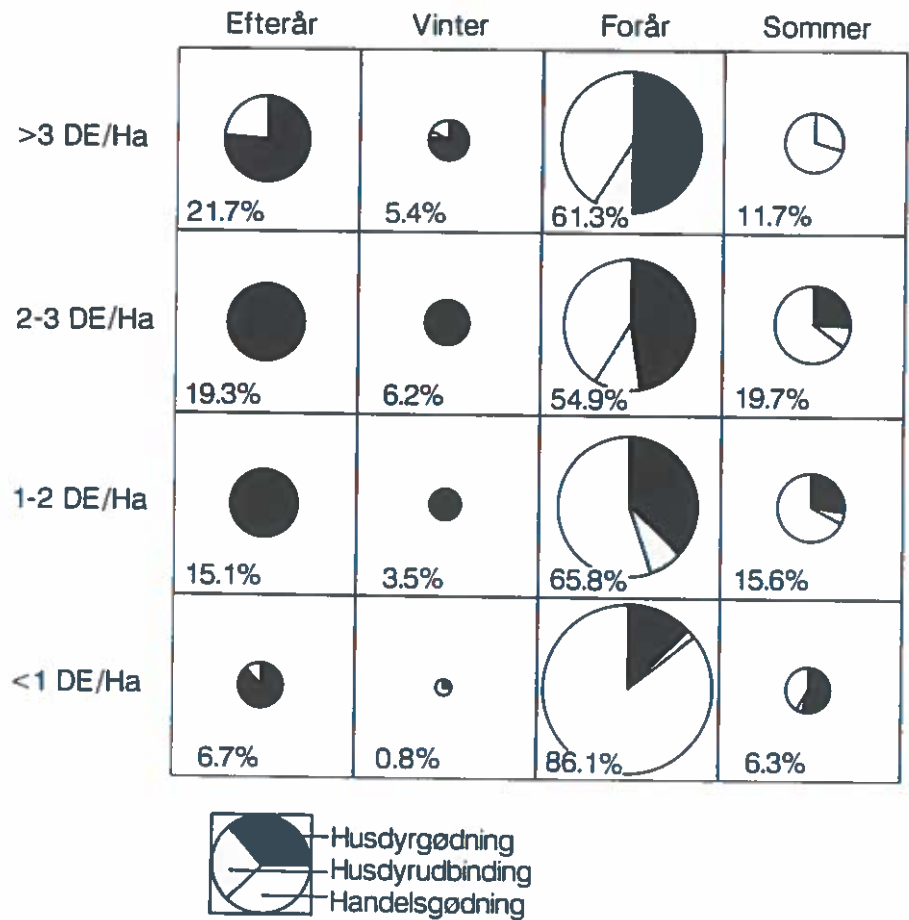 Efterår Vinter Forår Sommer
>3 DE/Ha
21.7% 5.4% 61.3% 11.7%
2-3 DE/Ha
19.3% 6.2% 54.9% 19.7%
1-2 DE/Ha
15.1% 3.5% 65.8% 15.6%
<1 DE/Ha
6.7% 0.8% 86.1% 6.3%
Husdyrgødning
Husdyrudbinding
Handelsgødning